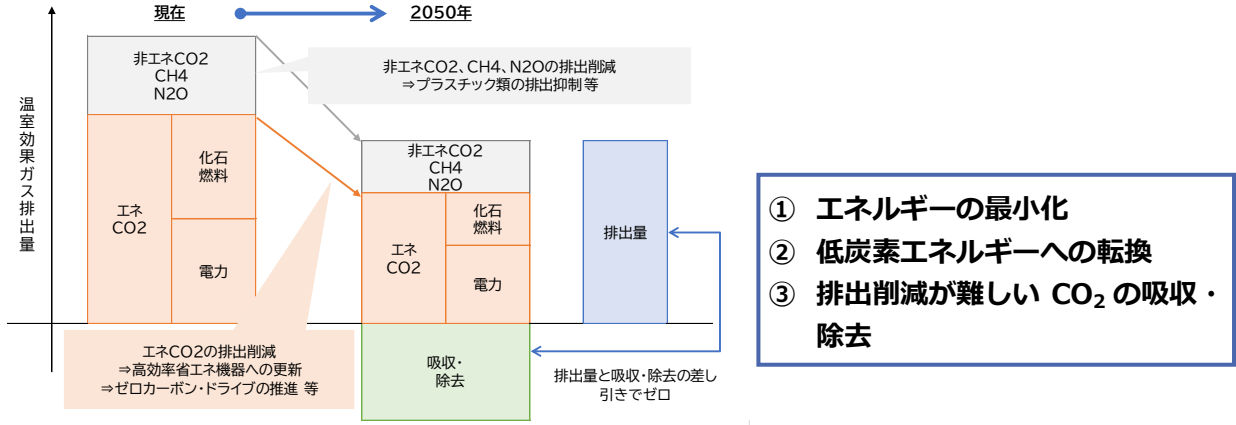 現在
2050年
温室効果ガス排出量
非エネCO2
CH4
N2O
エネ
CO2
化石
燃料
電力
非エネCO2、CH4、N2Oの排出削減
⇒プラスチック類の排出抑制等
非エネCO2
CH4
N2O
エネ
CO2
化石
燃料
電力
排出量
エネCO2の排出削減
⇒高効率省エネ機器への更新
⇒ゼロカーボン・ドライブの推進 等
吸収・
除去
排出量と吸収・除去の差し
引きでゼロ
① エネルギーの最小化
② 低炭素エネルギーへの転換
③ 排出削減が難しい CO₂ の吸収・
除去